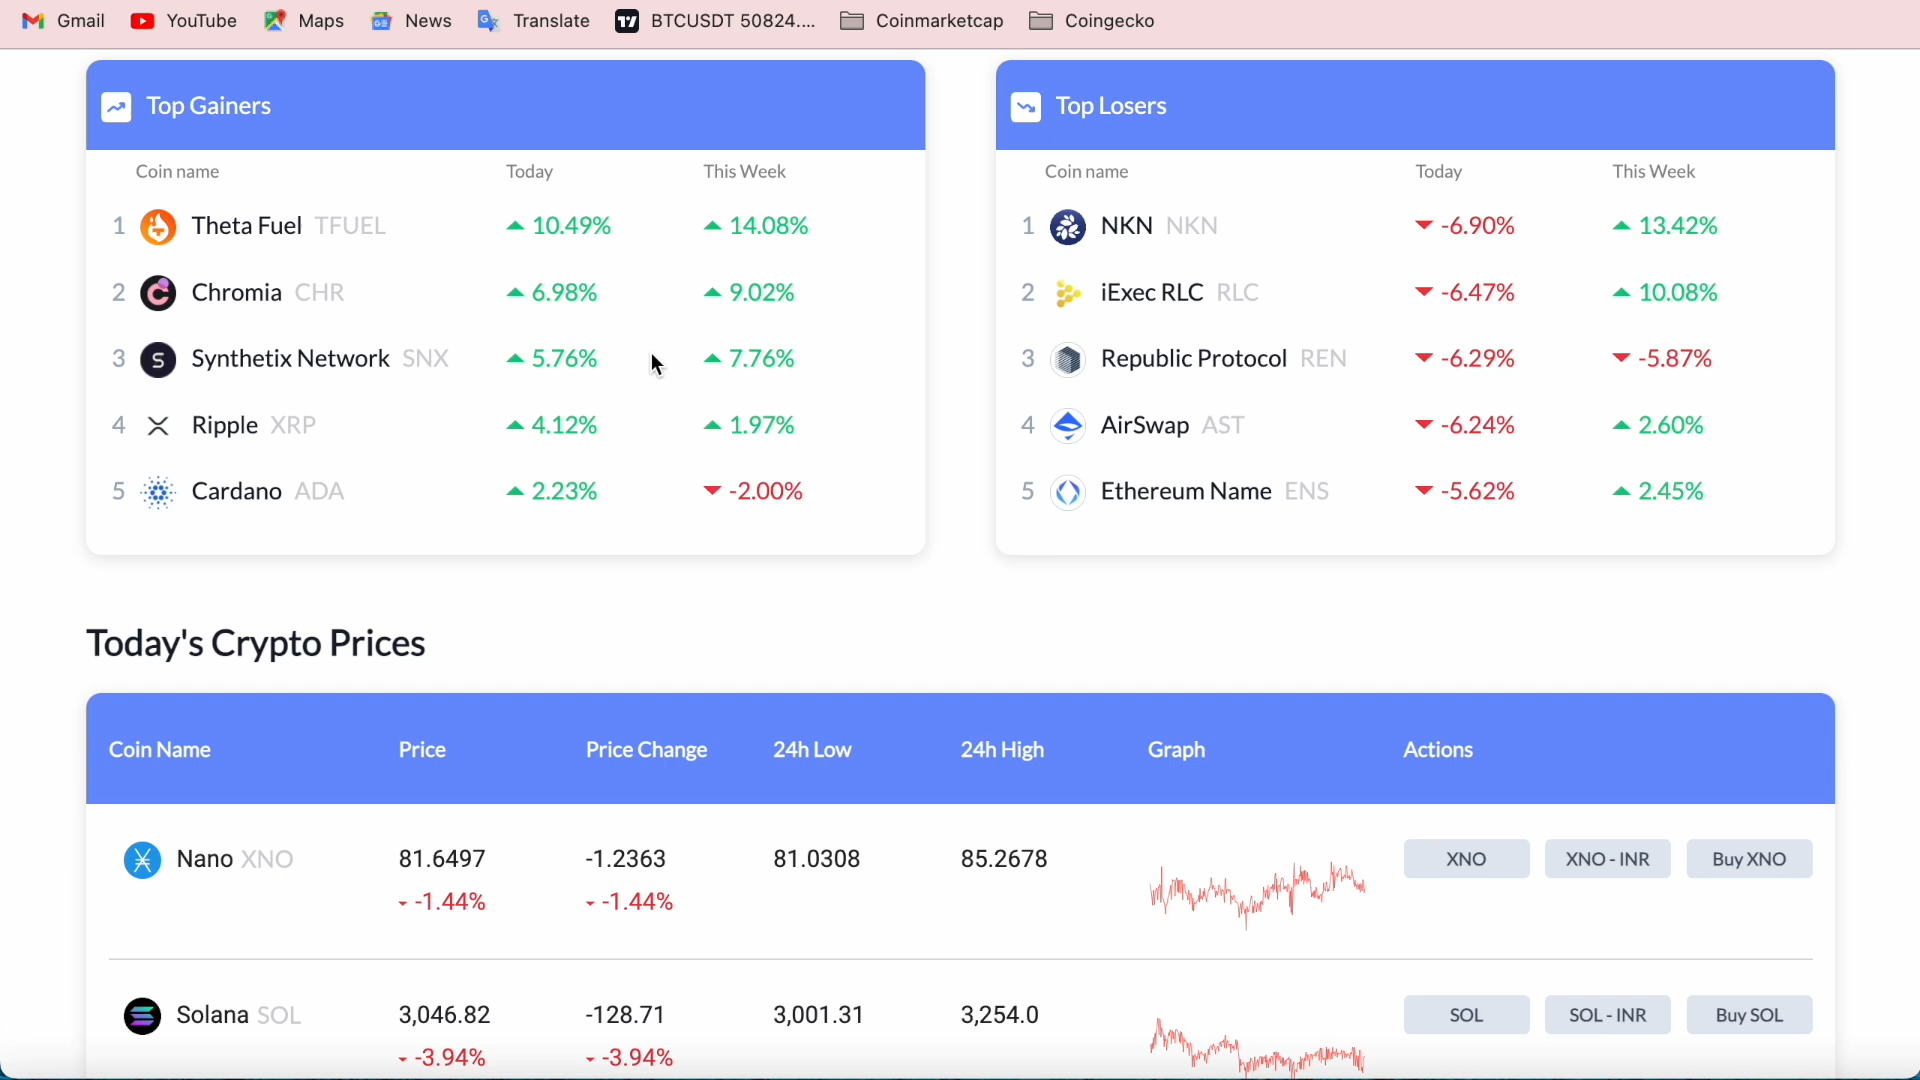 Gmail YouTube Maps News Translate BTCUSDT 50824.... Coinmarketcap Coingecko
Top Gainers
Coin name Today This Week
1 Theta Fuel TFUEL 10.49% 14.08%
2 Chromia CHR 6.98% 9.02%
3 Synthetix Network SNX 5.76% 7.76%
4 Ripple XRP 4.12% 1.97%
5 Cardano ADA 2.23% -2.00%
Top Losers
Coin name Today This Week
1 NKN NKN -6.90% 13.42%
2 iExec RLC RLC -6.47% 10.08%
3 Republic Protocol REN -6.29% -5.87%
4 AirSwap AST -6.24% 2.60%
5 Ethereum Name ENS -5.62% 2.45%
Today's Crypto Prices
Coin Name Price Price Change 24h Low 24h High Graph Actions
Nano XNO 81.6497 -1.2363 81.0308 85.2678 XNO XNO - INR Buy XNO
-1.44% -1.44%
Solana SOL 3,046.82 -128.71 3,001.31 3,254.0 SOL SOL - INR Buy SOL
-3.94% -3.94%